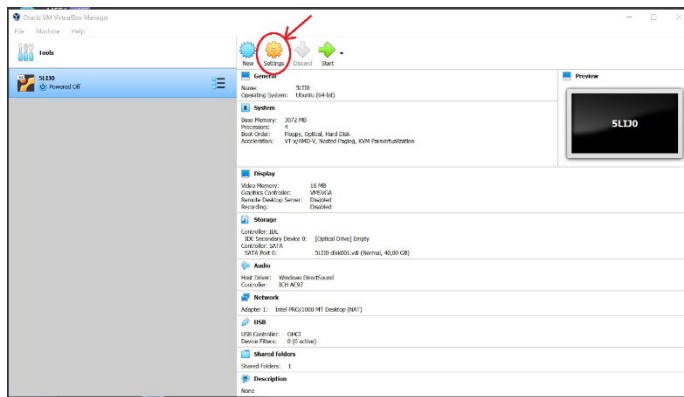 Oracle VM VirtualBox Manager
File Machine Help
Tools
New Settings Discard Start
5LIJ0
Powered Off
General
Name: 5LIJ0
Operating System: Ubuntu (64-bit)
System
Base Memory: 3072 MB
Processors: 4
Boot Order: Floppy, Optical, Hard Disk
Acceleration: VT-x/AMD-V, Nested Paging, KVM Paravirtualization
Preview
5LIJ0
Display
Video Memory: 16 MB
Graphics Controller: VMSVGA
Remote Desktop Server: Disabled
Recording: Disabled
Storage
Controller: IDE
IDE Secondary Device 0: [Optical Drive] Empty
Controller: SATA
SATA Port 0: 5LIJ0-disk001.vdi (Normal, 40,00 GB)
Audio
Host Driver: Windows DirectSound
Controller: ICH AC97
Network
Adapter 1: Intel PRO/1000 MT Desktop (NAT)
USB
USB Controller: OHCI
Device Filters: 0 (0 active)
Shared folders
Shared Folders: 1
Description
None